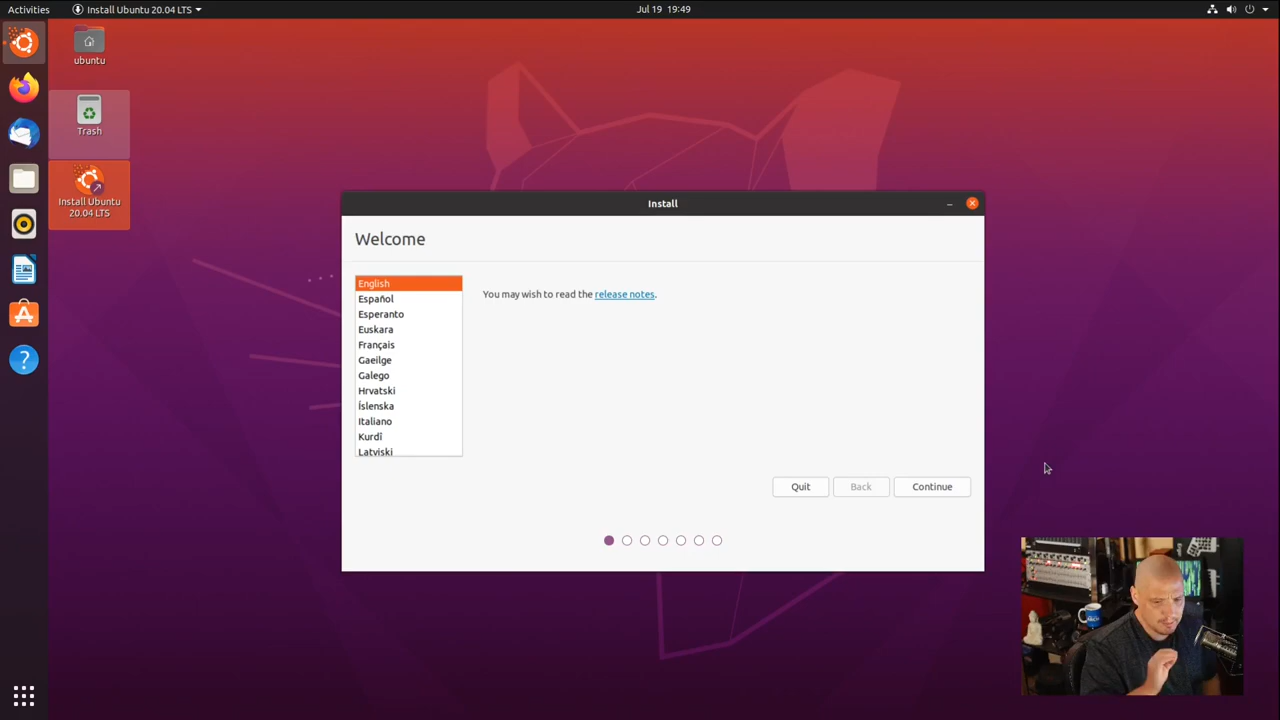 Activities
Install Ubuntu 20.04 LTS
Jul 19 19:49
ubuntu
Trash
Install Ubuntu
20.04 LTS
Install
Welcome
English
Español
Esperanto
Euskara
Français
Gaeilge
Galego
Hrvatski
Íslenska
Italiano
Kurdî
Latviski
You may wish to read the release notes.
Quit
Back
Continue
ARCH